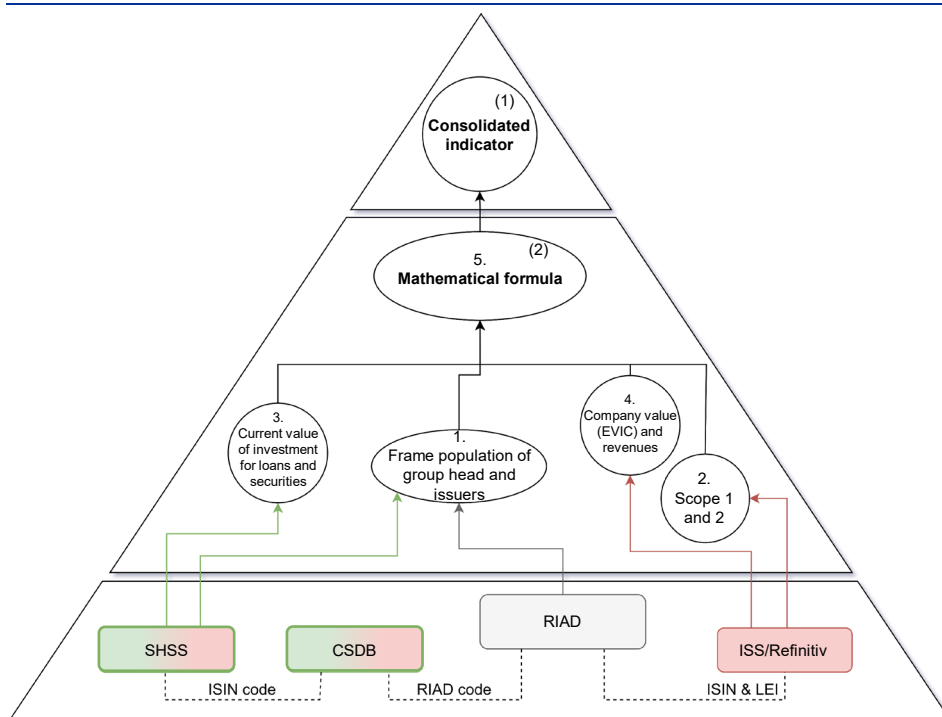 (1)
Consolidated
indicator
(2)
5.
Mathematical formula
3.
Current value
of investment
for loans and
securities
1.
Frame population of
group head and
issuers
4.
Company value
(EVIC) and
revenues
2.
Scope 1
and 2
SHSS
CSDB
RIAD
ISS/Refinitiv
ISIN code
RIAD code
ISIN & LEI